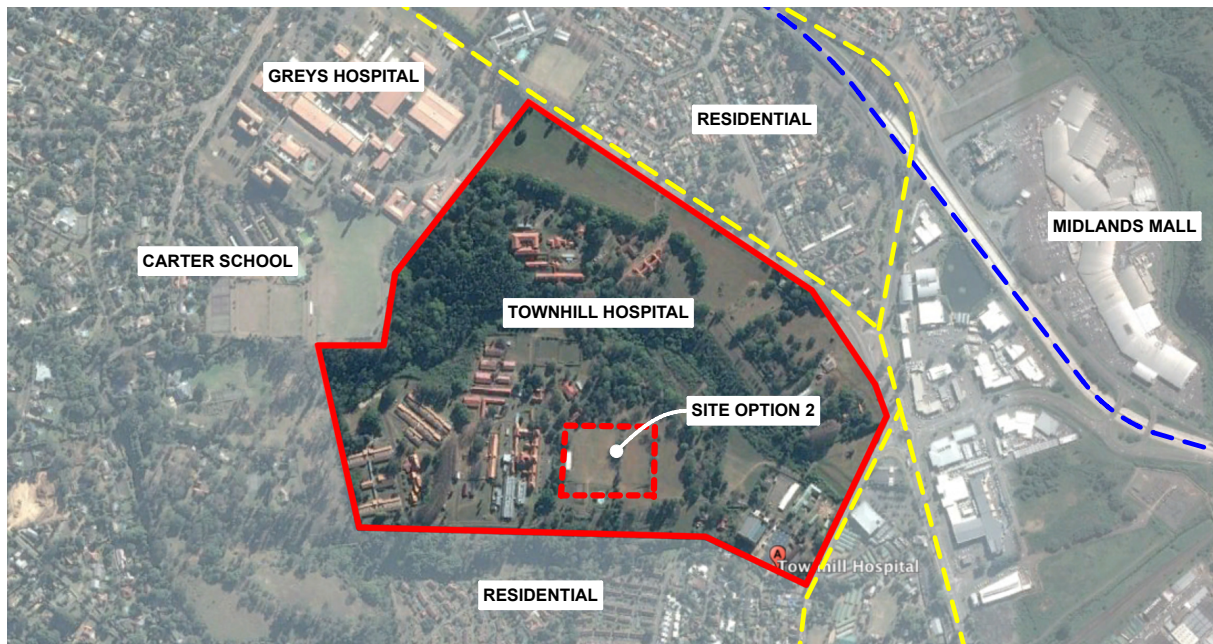 GREYS HOSPITAL
RESIDENTIAL
MIDLANDS MALL
CARTER SCHOOL
TOWNHILL HOSPITAL
SITE OPTION 2
A
Townhill Hospital
RESIDENTIAL